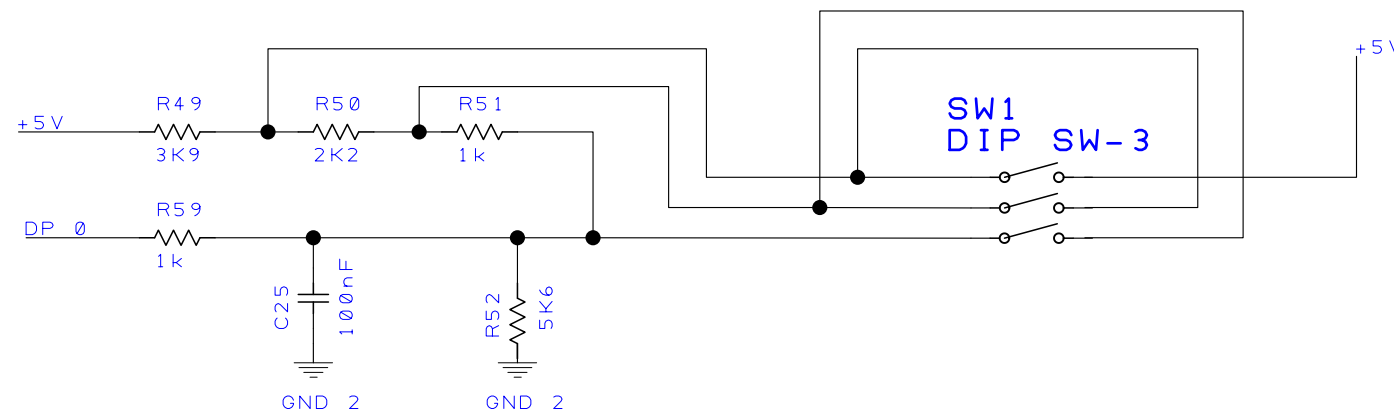 +5V
R49
R50
R51
SW1
DIP SW-3
+5V
3K9
2K2
1k
R59
DP 0
1k
C25
100nF
R52
5K6
GND 2
GND 2